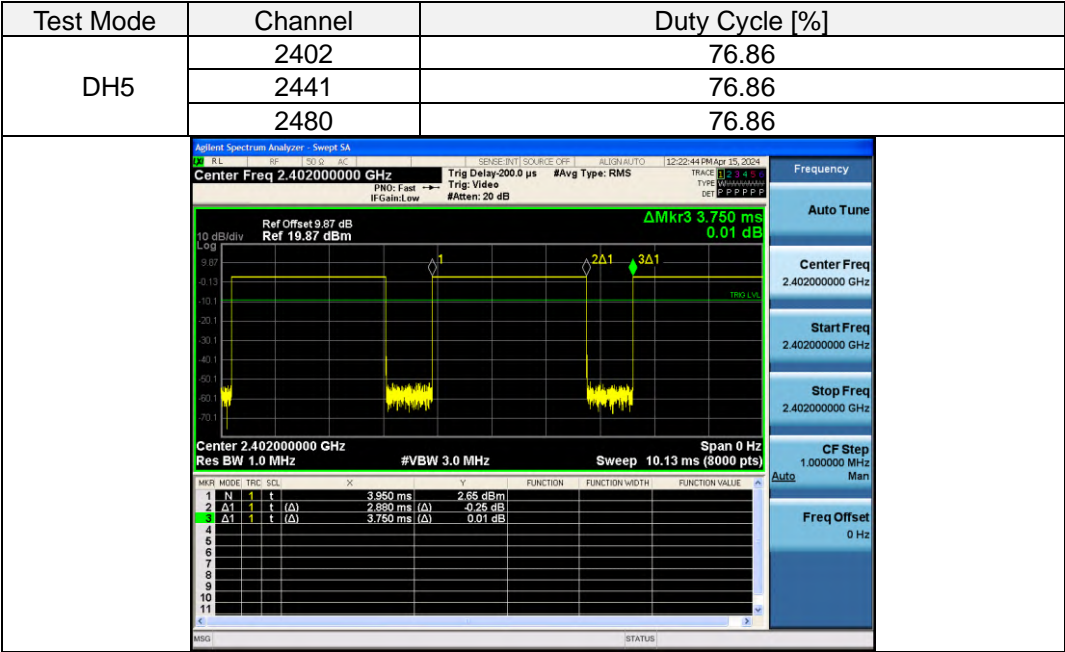 Test Mode Channel Duty Cycle [%]
DH5 2402 76.86
2441 76.86
2480 76.86
Agilent Spectrum Analyzer - Swept SA
RL RF 50 Ω AC SENSE:INT SOURCE OFF ALIGN AUTO 12:22:44 PM Apr 15, 2024
Center Freq 2.402000000 GHz
PNO: Fast
IFGain:Low
Trig Delay-200.0 µs
Trig: Video
#Atten: 20 dB
#Avg Type: RMS
TRACE 1 2 3 4 5 6
TYPE
DET P P P P P P
Frequency
Auto Tune
Center Freq
2.402000000 GHz
Start Freq
2.402000000 GHz
Stop Freq
2.402000000 GHz
CF Step
1.000000 MHz
Auto Man
Freq Offset
0 Hz
ΔMkr3 3.750 ms
0.01 dB
Ref Offset 9.87 dB
10 dB/div Ref 19.87 dBm
Log
9.87
-0.13
-10.1
-20.1
-30.1
-40.1
-50.1
-60.1
-70.1
1
2Δ1
3Δ1
TRIG LVL
Center 2.402000000 GHz Span 0 Hz
Res BW 1.0 MHz #VBW 3.0 MHz Sweep 10.13 ms (8000 pts)
MKR MODE TRC SCL X Y FUNCTION FUNCTION WIDTH FUNCTION VALUE
1 N 1 t 3.950 ms 2.65 dBm
2 Δ1 1 t (Δ) 2.880 ms (Δ) -0.25 dB
3 Δ1 1 t (Δ) 3.750 ms (Δ) 0.01 dB
4
5
6
7
8
9
10
11
MSG STATUS